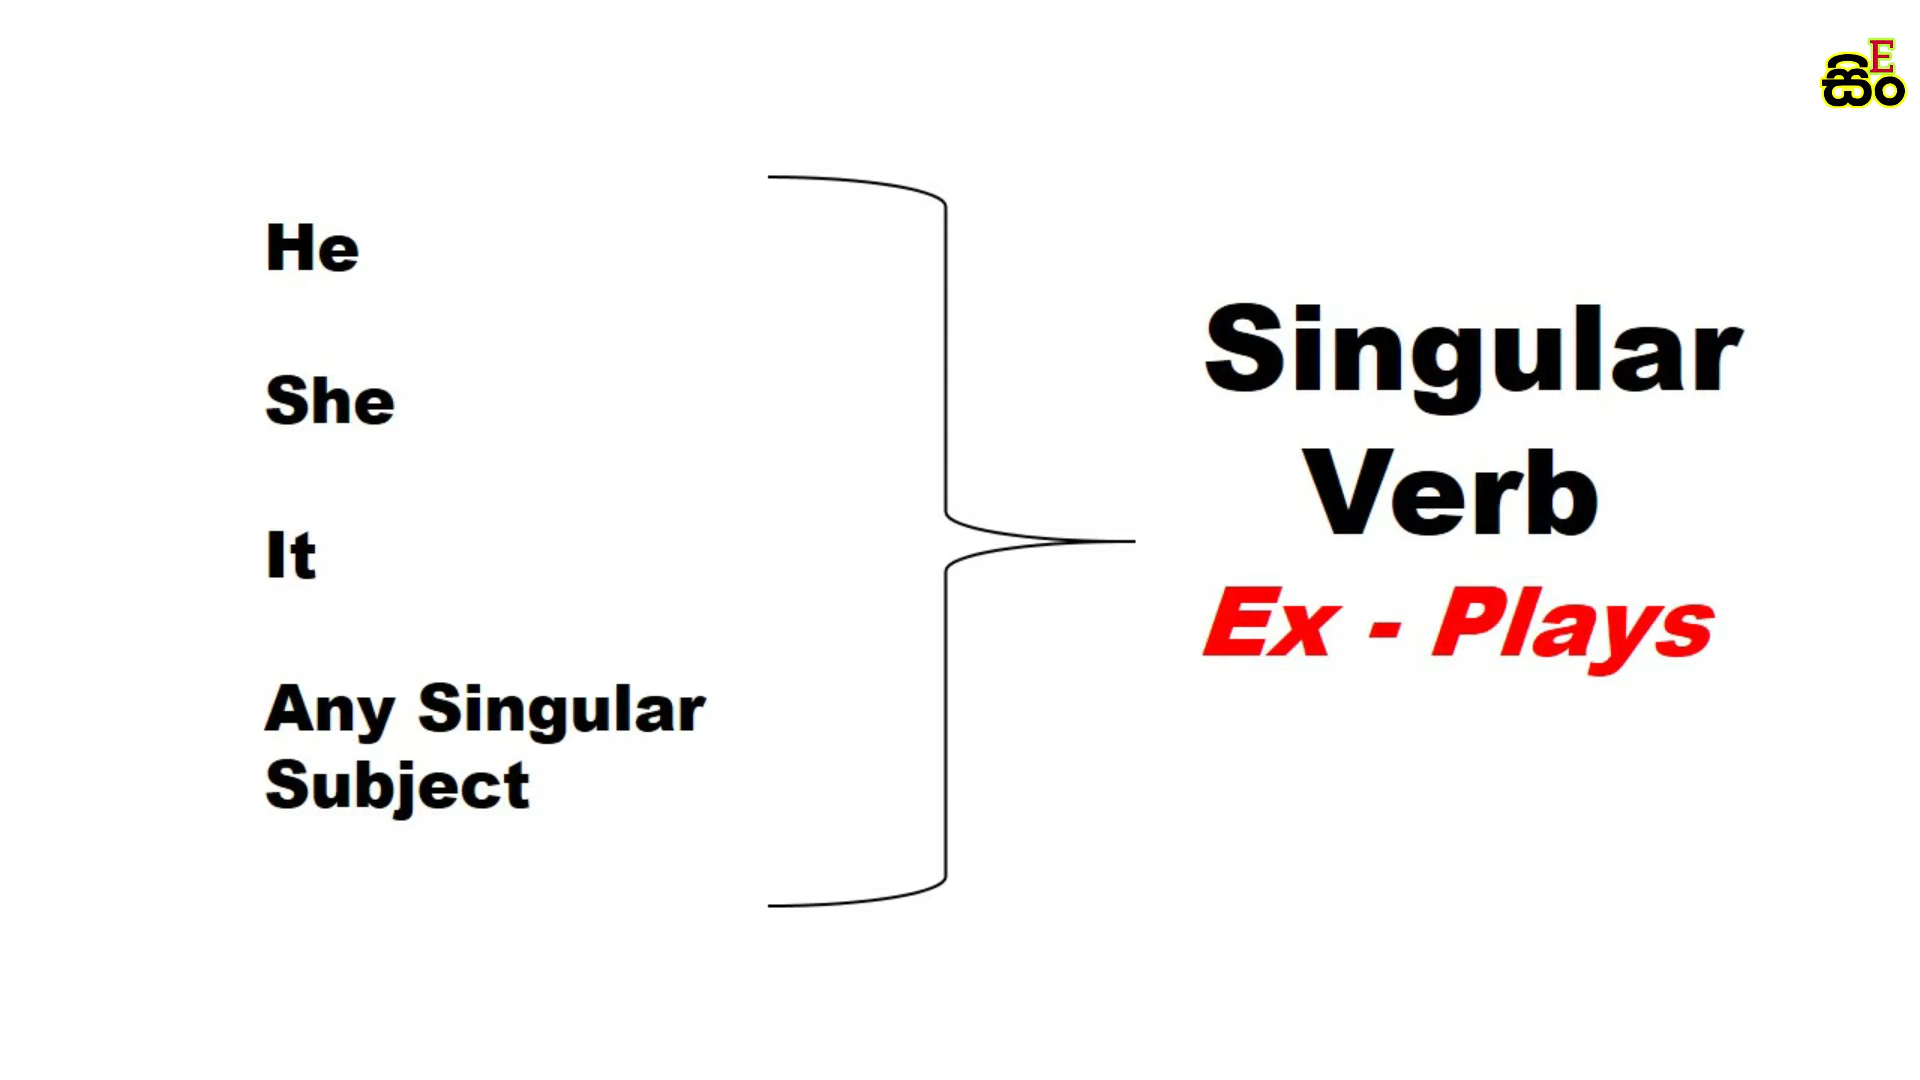 E
සිං
He
She
It
Any Singular
Subject
Singular
Verb
Ex - Plays